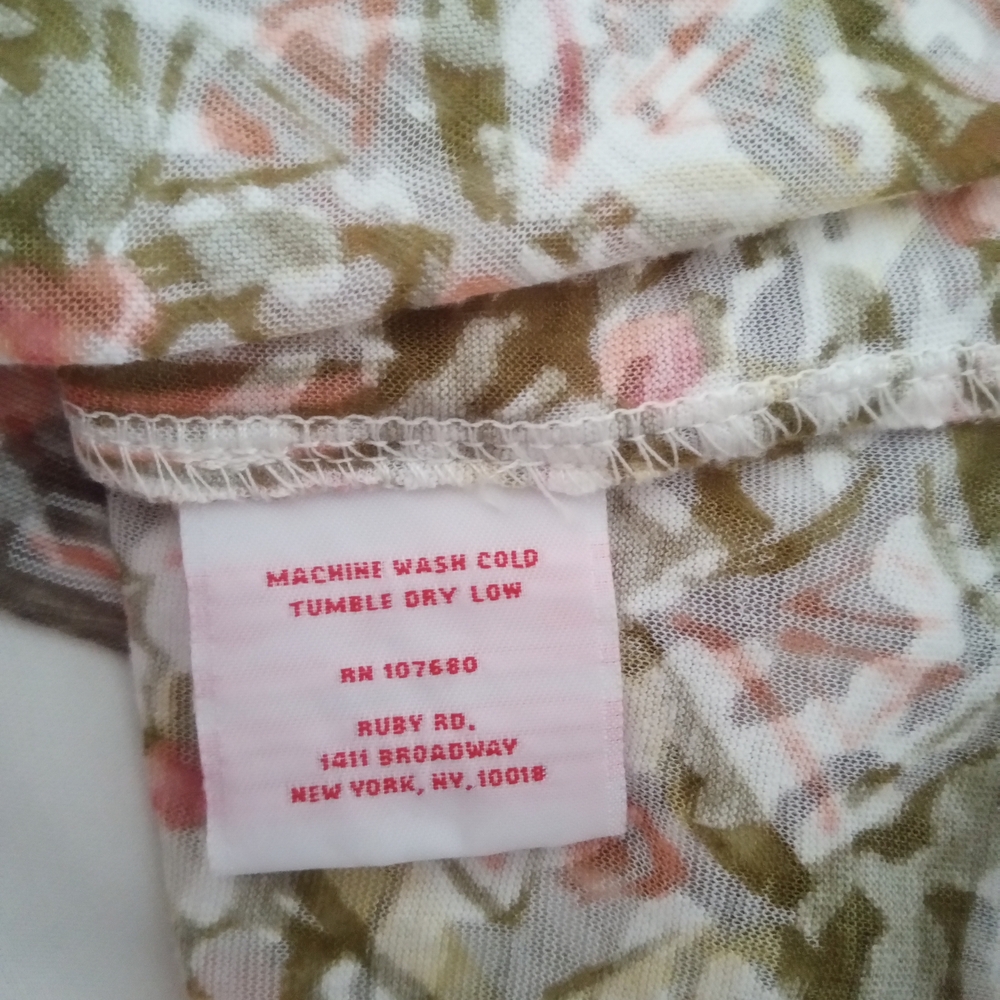 MACHINE WASH COLD
TUMBLE DRY LOW
RN 107680
RUBY RD.
1411 BROADWAY
NEW YORK, NY, 10018